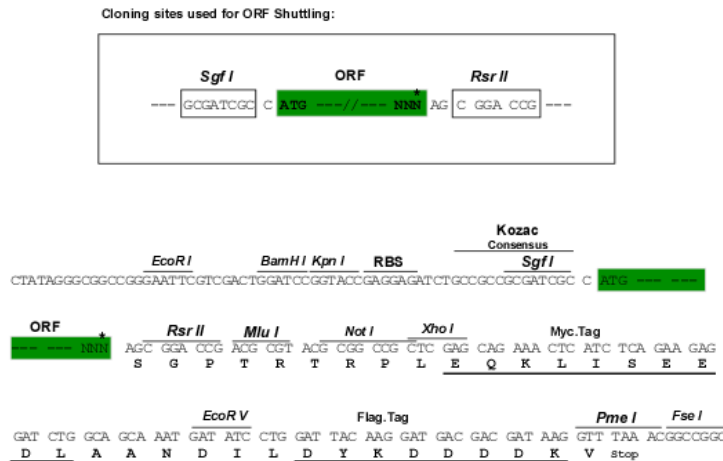 Cloning sites used for ORF Shuttling:
Sgf I ORF Rsr II
--- GCGATCGC C ATG ---//--- NNN* AG C GGA CCG ---
Kozac
Consensus
EcoR I BamH I Kpn I RBS Sgf I
CTATAGGGCGGCCGGGAATTCGTCGACTGGATCCGGTACCGAGGAGATCTGCCGCCGCGATCGC C ATG --- ---
ORF Rsr II Mlu I Not I Xho I Myc.Tag
--- --- NNN* AGC GGA CCG ACG CGT ACG CGG CCG CTC GAG CAG AAA CTC ATC TCA GAA GAG
S G P T R T R P L E Q K L I S E E
EcoR V Flag.Tag Pme I Fse I
GAT CTG GCA GCA AAT GAT ATC CTG GAT TAC AAG GAT GAC GAC GAT AAG GTT TAA ACGGCCGGC
D L A A N D I L D Y K D D D D K V Stop